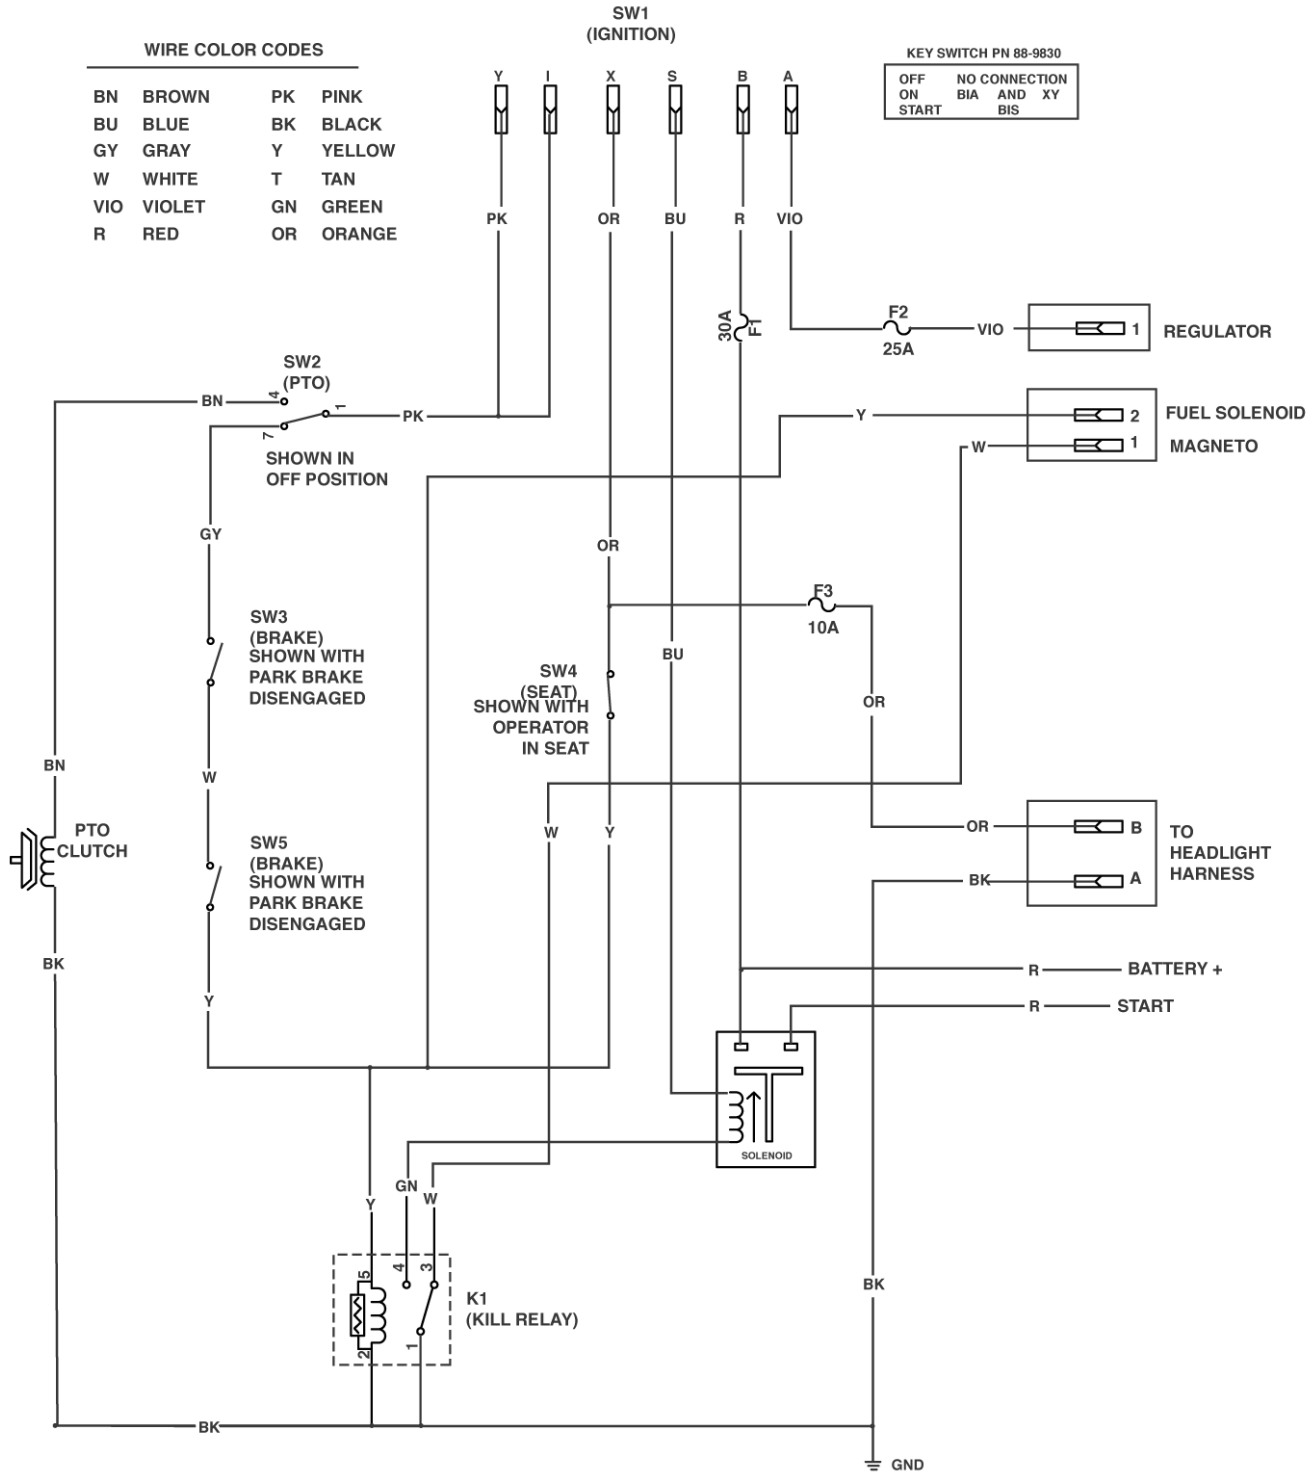 SW1
(IGNITION)
WIRE COLOR CODES
BN BROWN PK PINK
BU BLUE BK BLACK
GY GRAY Y YELLOW
W WHITE T TAN
VIO VIOLET GN GREEN
R RED OR ORANGE
KEY SWITCH PN 88-9830
OFF NO CONNECTION
ON BIA AND XY
START BIS
Y I X S B A
PK OR BU R VIO
30A
F1
F2
25A
VIO
1
REGULATOR
SW2
(PTO)
BN
4
1
7
PK
SHOWN IN
OFF POSITION
Y
2
FUEL SOLENOID
W
1
MAGNETO
GY
OR
F3
10A
SW3
(BRAKE)
SHOWN WITH
PARK BRAKE
DISENGAGED
BU
SW4
(SEAT)
SHOWN WITH
OPERATOR
IN SEAT
OR
BN
W
PTO
CLUTCH
W
Y
OR
B
TO
HEADLIGHT
HARNESS
BK
A
SW5
(BRAKE)
SHOWN WITH
PARK BRAKE
DISENGAGED
BK
R
BATTERY +
Y
R
START
SOLENOID
GN
W
Y
5
4
3
2
1
K1
(KILL RELAY)
BK
BK
GND